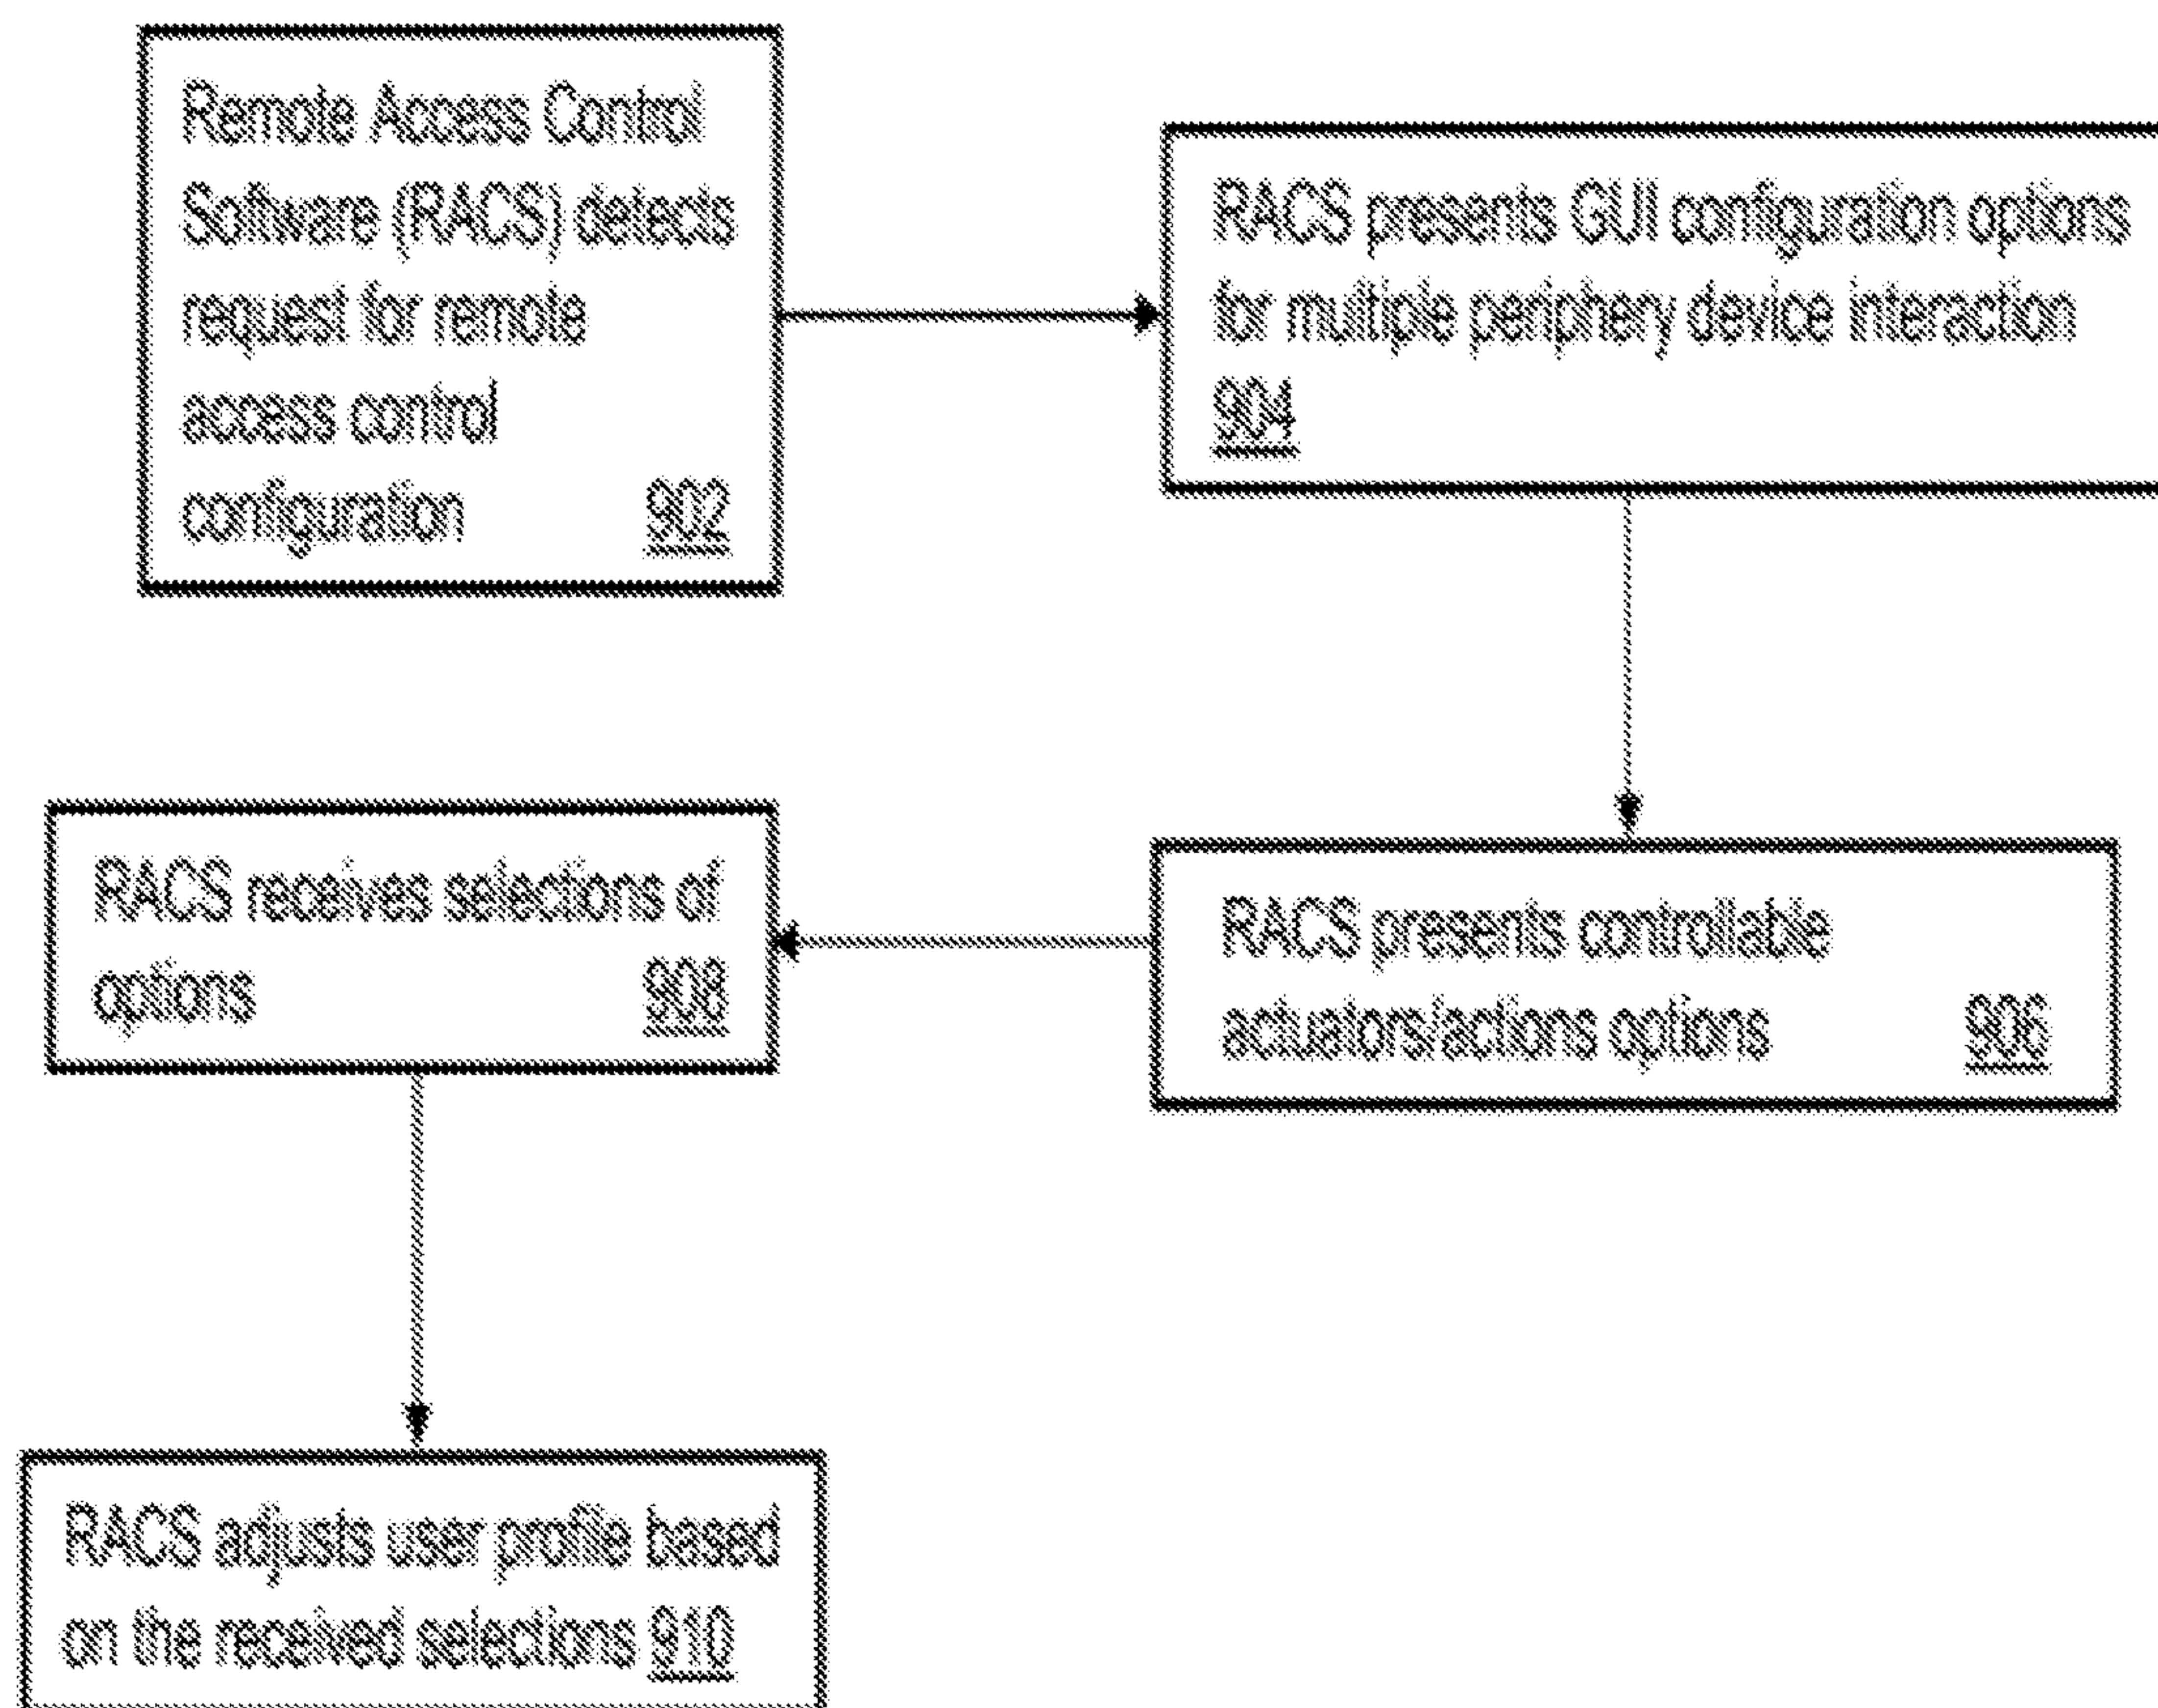 Remote Access Control
Software (RACS) detects
request for remote
access control
configuration 902
RACS presents GUI configuration options
for multiple periphery device interaction
904
RACS presents controllable
actuators/actions options 906
RACS receives selections of
options 908
RACS adjusts user profile based
on the received selections 910